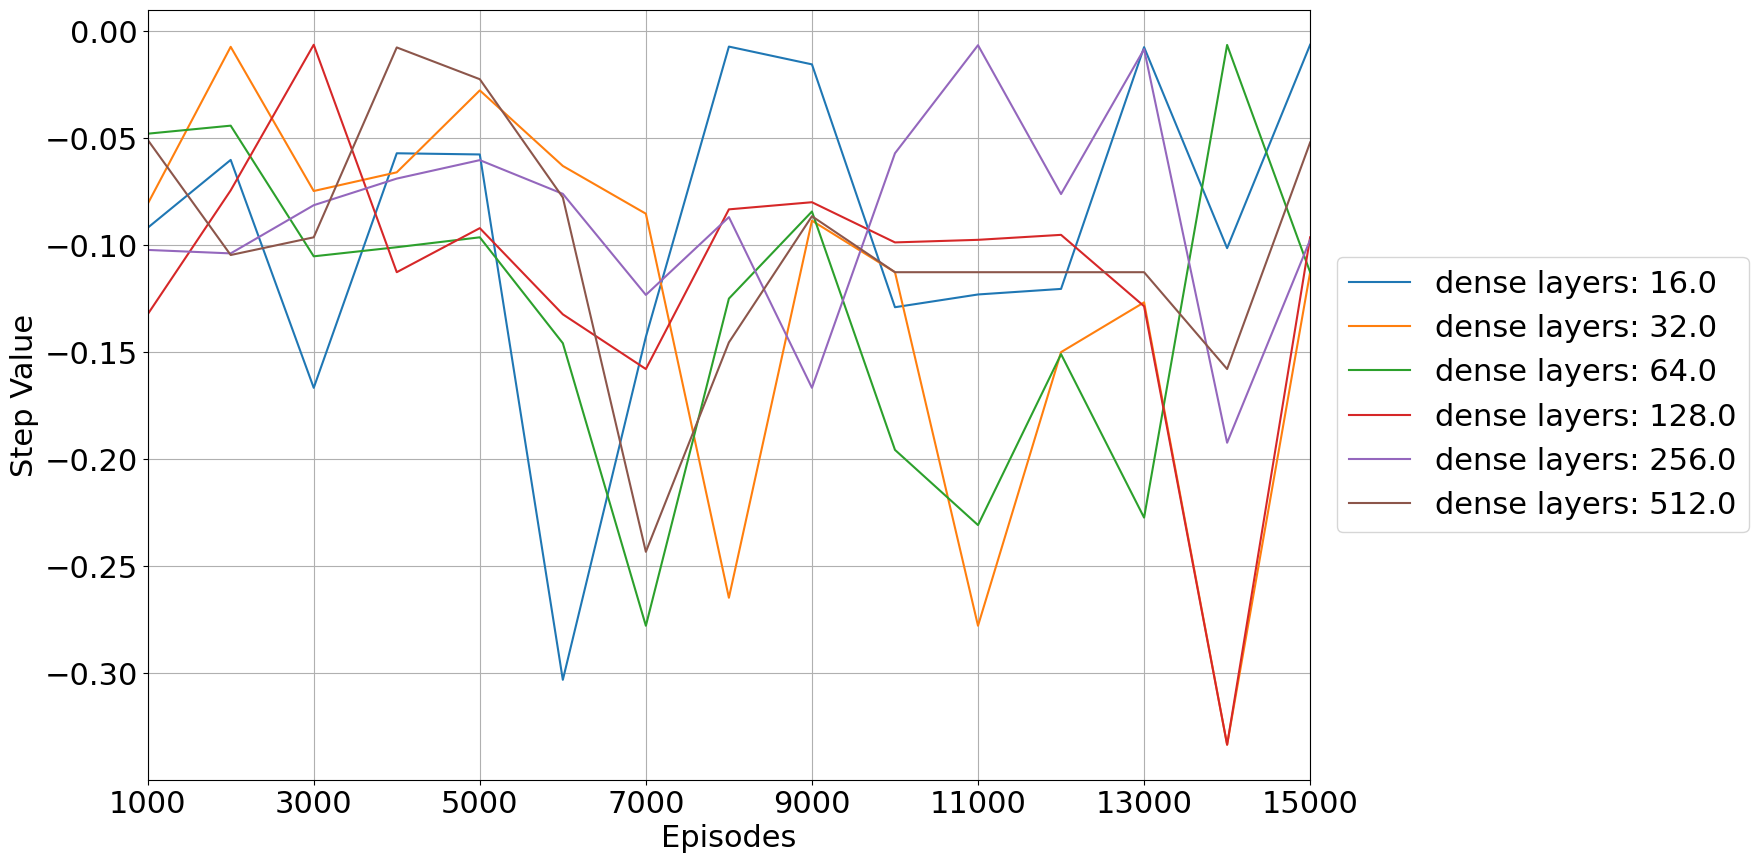 0.00
−0.05
−0.10
−0.15
−0.20
−0.25
−0.30
Step Value
1000 3000 5000 7000 9000 11000 13000 15000
Episodes
dense layers: 16.0
dense layers: 32.0
dense layers: 64.0
dense layers: 128.0
dense layers: 256.0
dense layers: 512.0